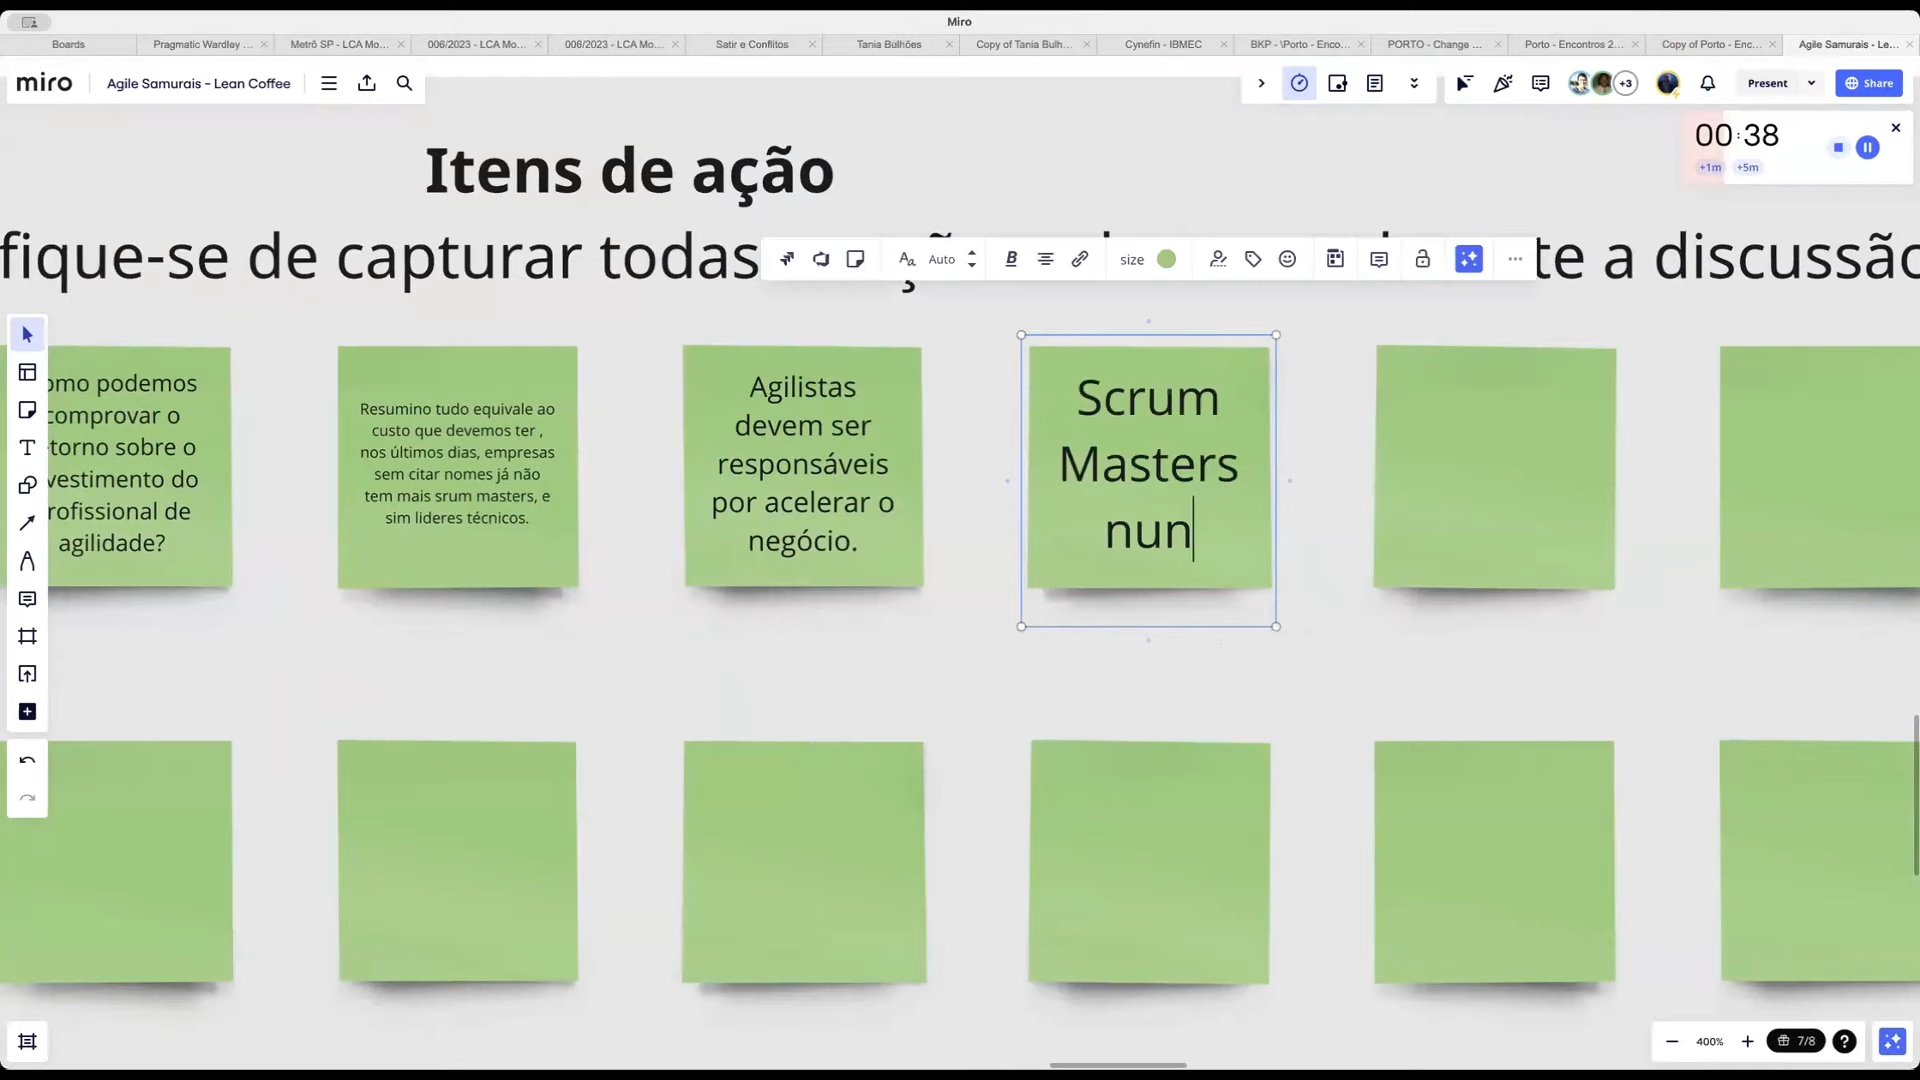 Miro
Boards
Pragmatic Wardley ...
Metrô SP - LCA Mo...
006/2023 - LCA Mo...
006/2023 - LCA Mo...
Satir e Conflitos
Tania Bulhões
Copy of Tania Bulh...
Cynefin - IBMEC
BKP - \Porto - Enco...
PORTO - Change ...
Porto - Encontros 2...
Copy of Porto - Enc...
Agile Samurais - Le...
miro
Agile Samurais - Lean Coffee
+3
Present
Share
00:38
+1m
+5m
Itens de ação
fique-se de capturar todas
te a discussão
Auto
size
omo podemos
comprovar o
torno sobre o
vestimento do
rofissional de
agilidade?
Resumino tudo equivale ao
custo que devemos ter ,
nos últimos dias, empresas
sem citar nomes já não
tem mais srum masters, e
sim lideres técnicos.
Agilistas
devem ser
responsáveis
por acelerar o
negócio.
Scrum
Masters
nun
400%
7/8